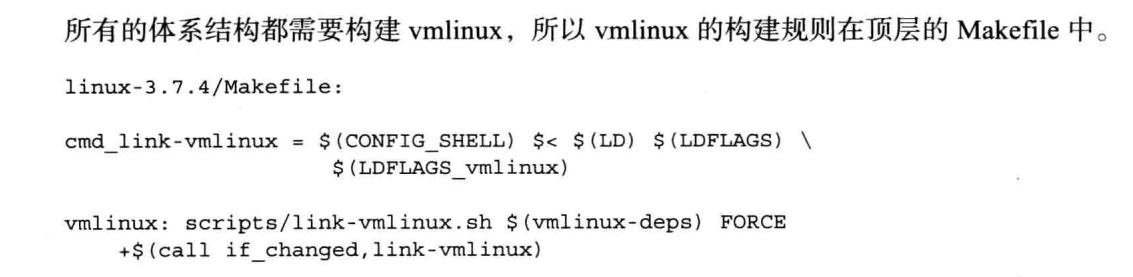 所有的体系结构都需要构建 vmlinux，所以 vmlinux 的构建规则在顶层的 Makefile 中。
linux-3.7.4/Makefile:
cmd_link-vmlinux = $(CONFIG_SHELL) $< $(LD) $(LDFLAGS) \
$(LDFLAGS_vmlinux)
vmlinux: scripts/link-vmlinux.sh $(vmlinux-deps) FORCE
+$(call if_changed,link-vmlinux)